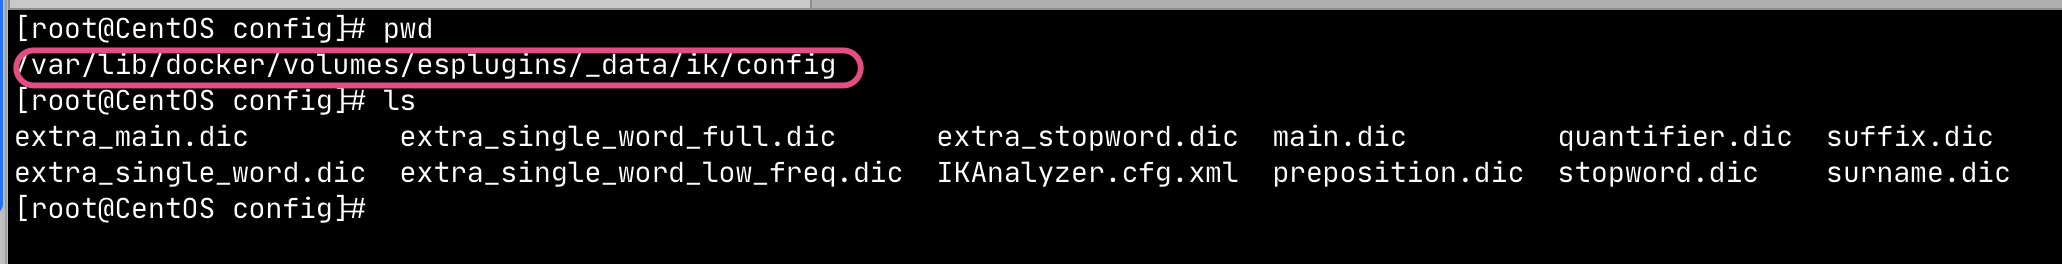 [root@CentOS config]# pwd
/var/lib/docker/volumes/esplugins/_data/ik/config
[root@CentOS config]# ls
extra_main.dic         extra_single_word_full.dic      extra_stopword.dic  main.dic         quantifier.dic  suffix.dic
extra_single_word.dic  extra_single_word_low_freq.dic  IKAnalyzer.cfg.xml  preposition.dic  stopword.dic    surname.dic
[root@CentOS config]#